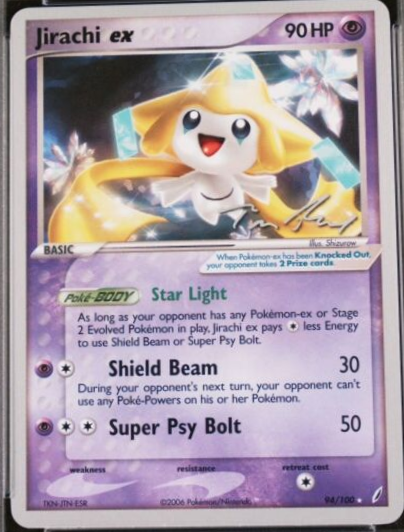 Jirachi ex 90 HP
BASIC
illus. Shizurow
When Pokémon-ex has been Knocked Out,
your opponent takes 2 Prize cards.
Poké-BODY Star Light
As long as your opponent has any Pokémon-ex or Stage
2 Evolved Pokémon in play, Jirachi ex pays less Energy
to use Shield Beam or Super Psy Bolt.
Shield Beam 30
During your opponent's next turn, your opponent can't
use any Poké-Powers on his or her Pokémon.
Super Psy Bolt 50
weakness resistance retreat cost
TKN-JTN-ESR ©2006 Pokémon/Nintendo 94/100